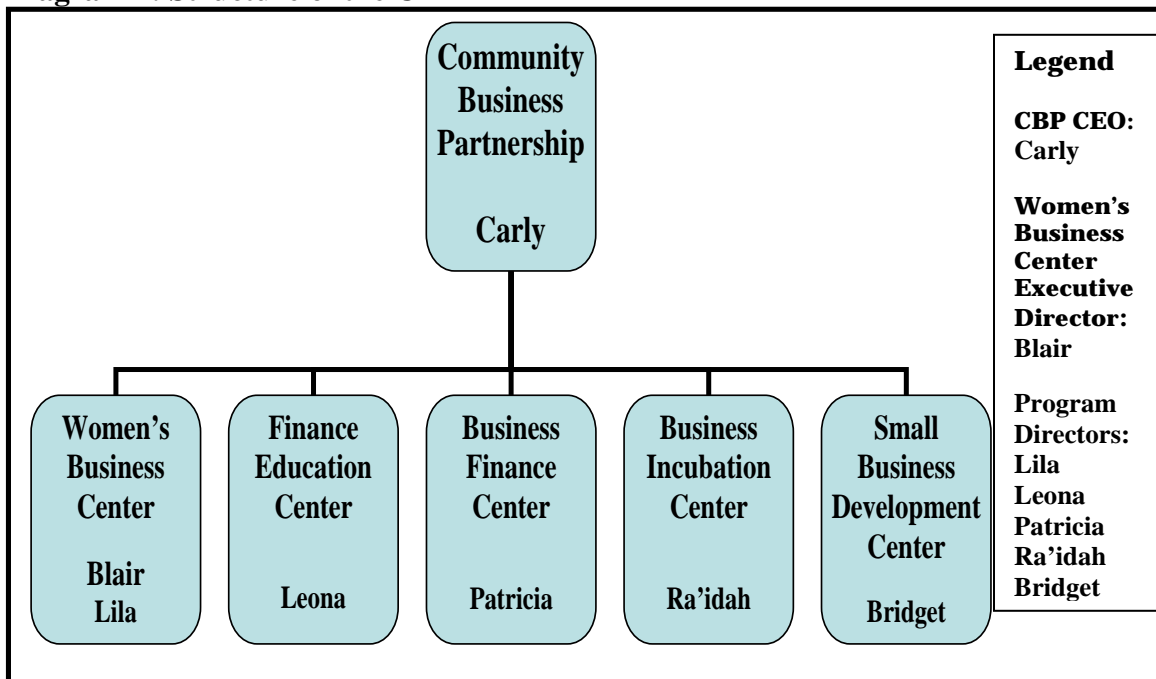 Community
Business
Partnership
Carly
Women's
Business
Center
Blair
Lila
Finance
Education
Center
Leona
Business
Finance
Center
Patricia
Business
Incubation
Center
Ra'idah
Small
Business
Development
Center
Bridget
Legend
CBP CEO:
Carly
Women's
Business
Center
Executive
Director:
Blair
Program
Directors:
Lila
Leona
Patricia
Ra'idah
Bridget